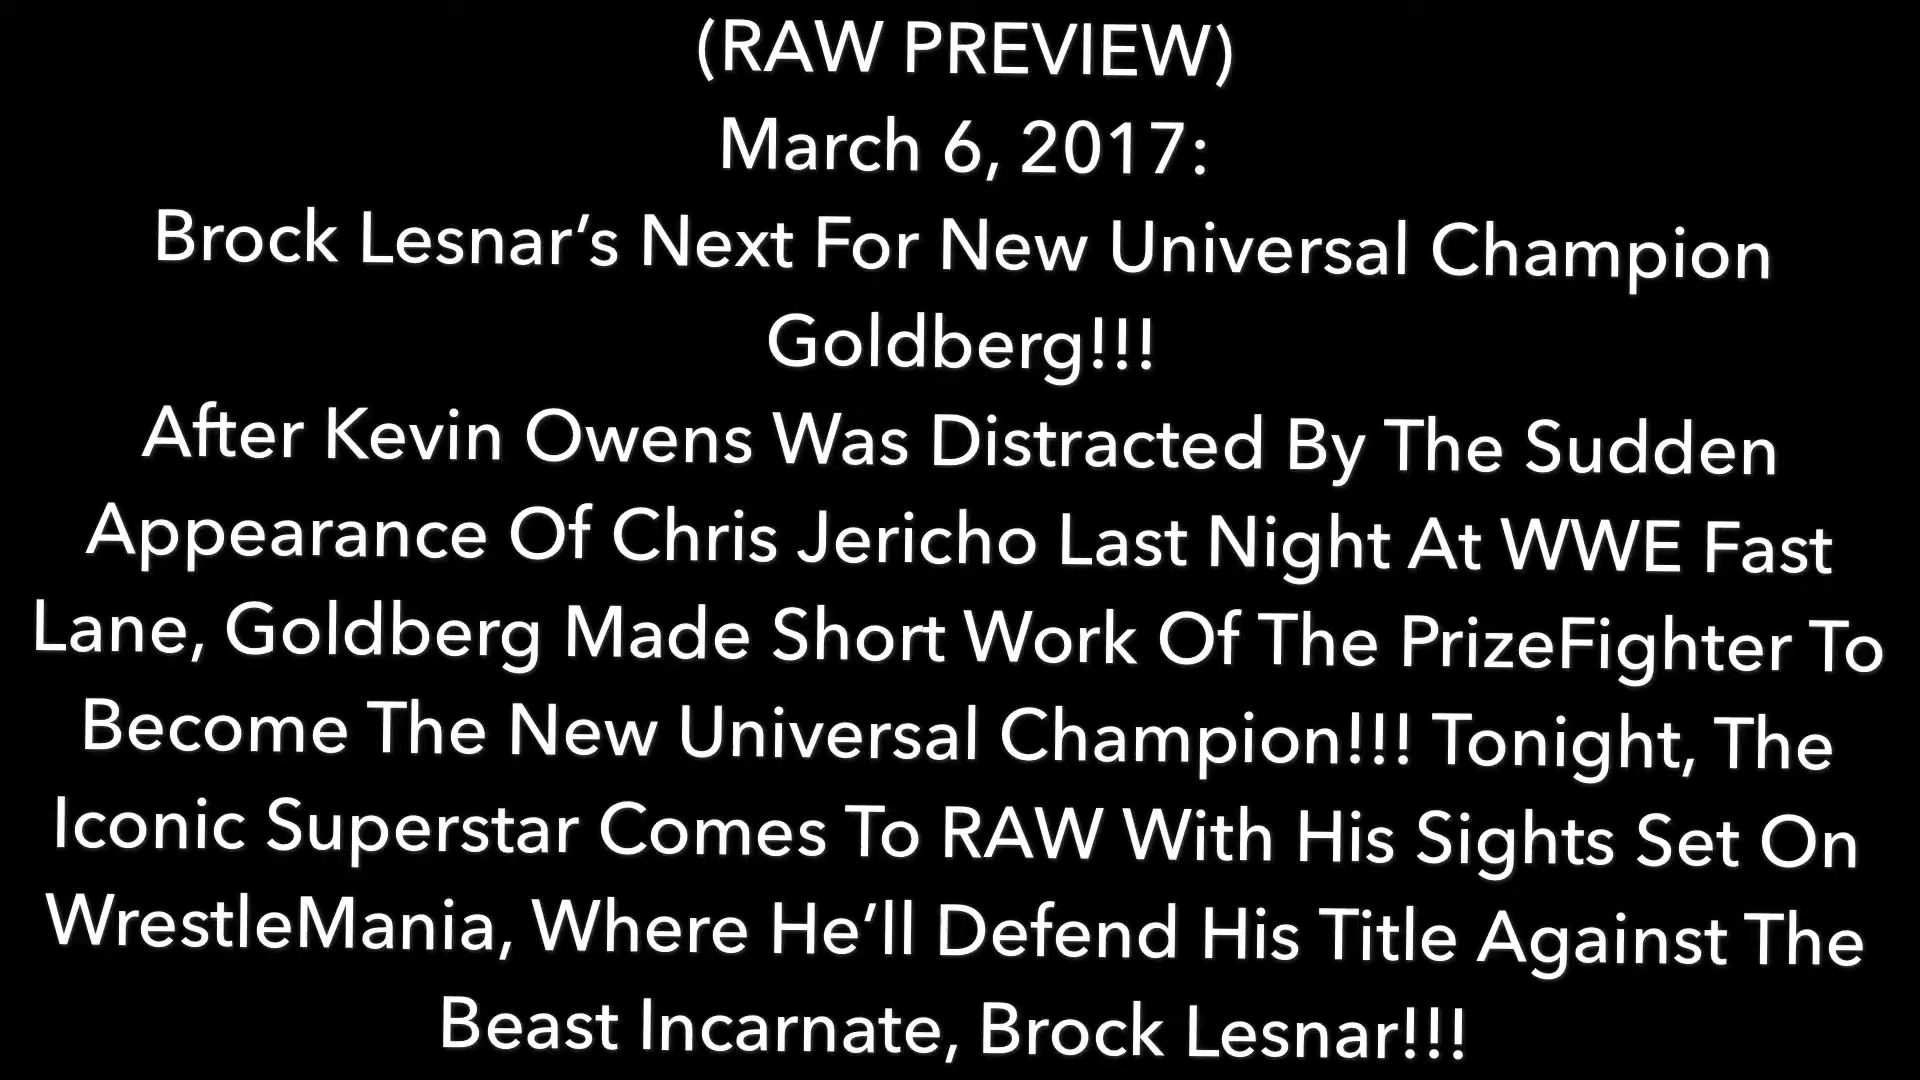 (RAW PREVIEW)
March 6, 2017:
Brock Lesnar’s Next For New Universal Champion
Goldberg!!!
After Kevin Owens Was Distracted By The Sudden
Appearance Of Chris Jericho Last Night At WWE Fast
Lane, Goldberg Made Short Work Of The PrizeFighter To
Become The New Universal Champion!!! Tonight, The
Iconic Superstar Comes To RAW With His Sights Set On
WrestleMania, Where He’ll Defend His Title Against The
Beast Incarnate, Brock Lesnar!!!